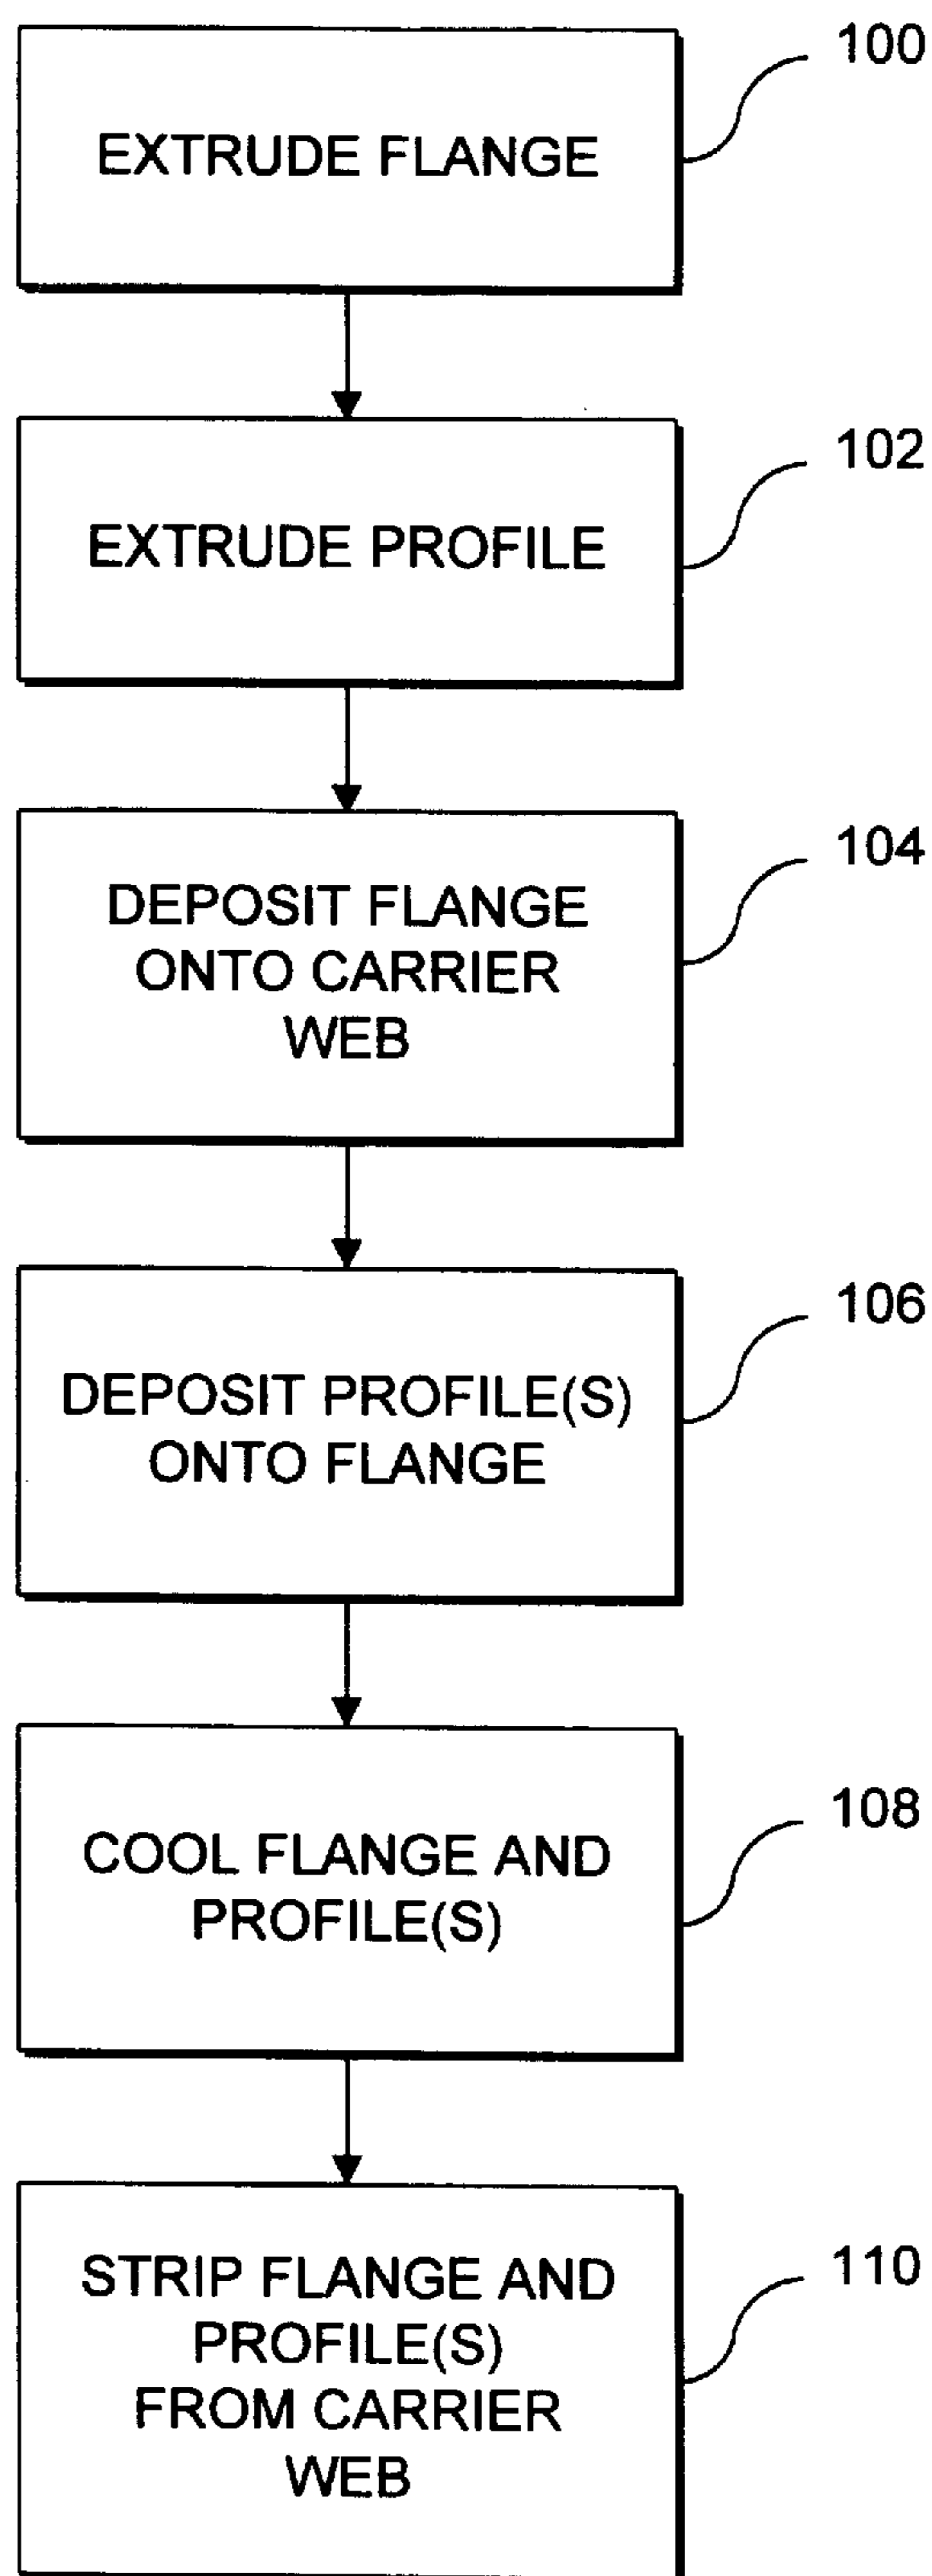 100
EXTRUDE FLANGE
102
EXTRUDE PROFILE
104
DEPOSIT FLANGE
ONTO CARRIER
WEB
106
DEPOSIT PROFILE(S)
ONTO FLANGE
108
COOL FLANGE AND
PROFILE(S)
110
STRIP FLANGE AND
PROFILE(S)
FROM CARRIER
WEB